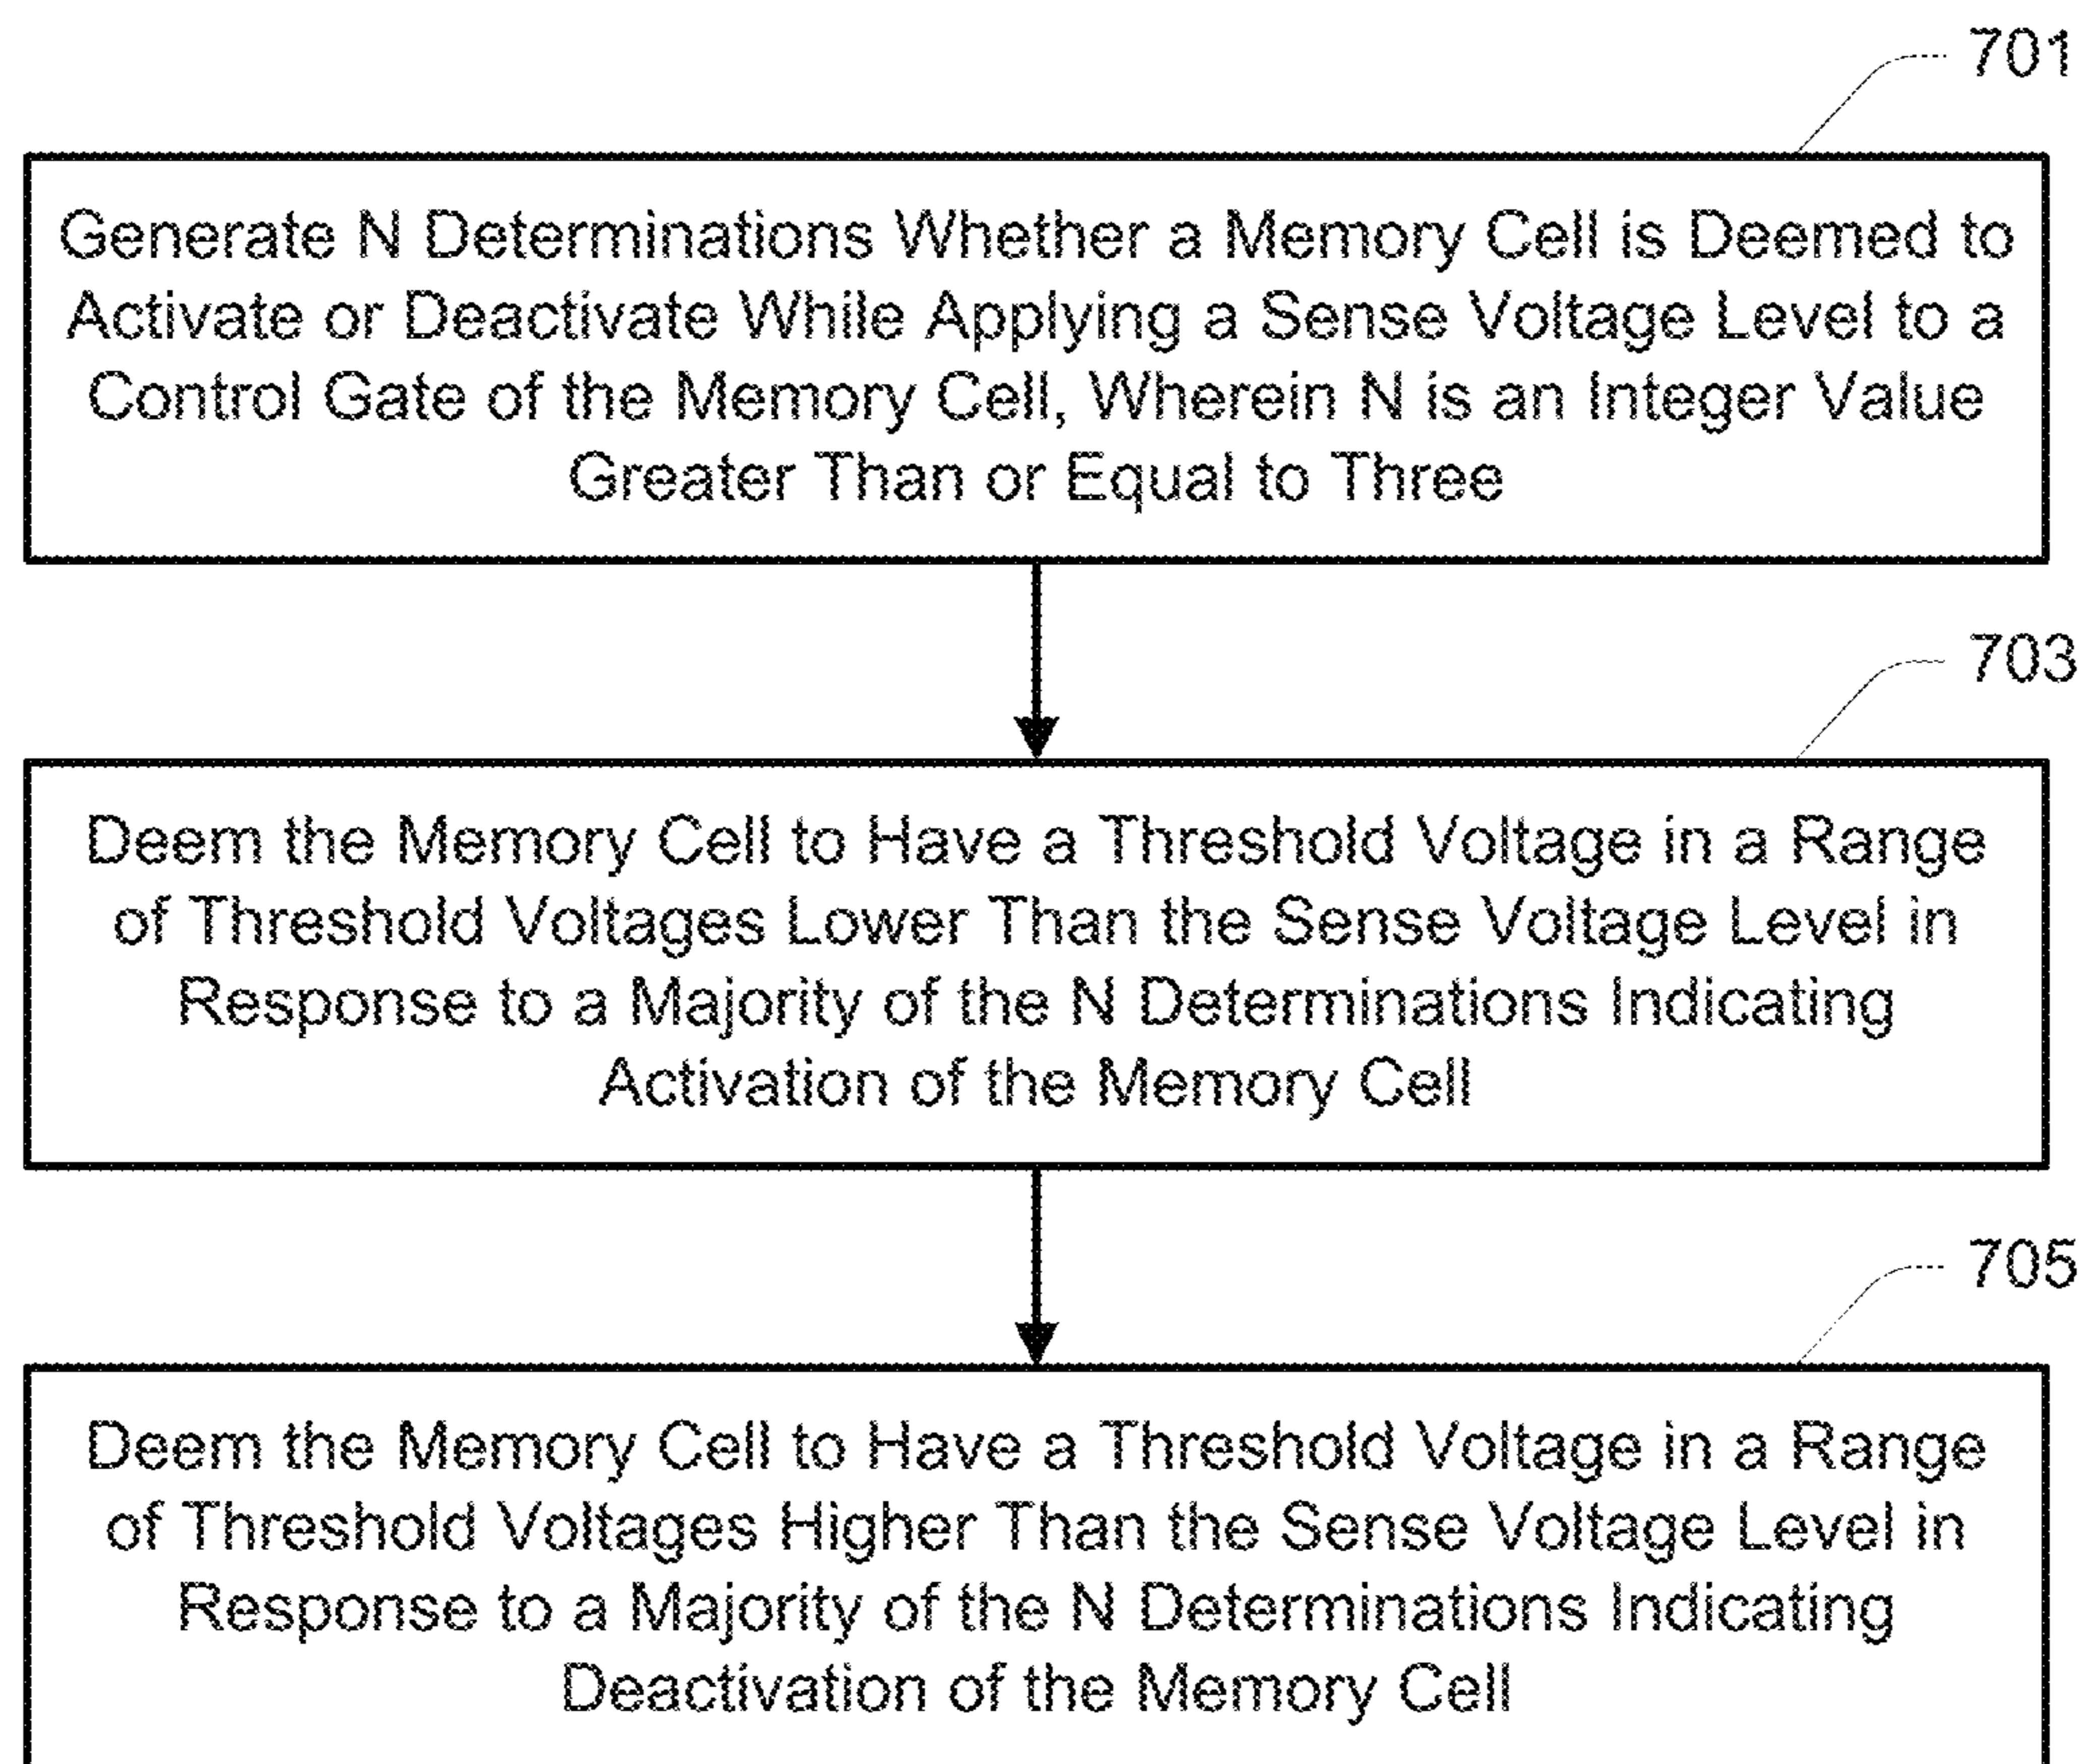 701
Generate N Determinations Whether a Memory Cell is Deemed to
Activate or Deactivate While Applying a Sense Voltage Level to a
Control Gate of the Memory Cell, Wherein N is an Integer Value
Greater Than or Equal to Three
703
Deem the Memory Cell to Have a Threshold Voltage in a Range
of Threshold Voltages Lower Than the Sense Voltage Level in
Response to a Majority of the N Determinations Indicating
Activation of the Memory Cell
705
Deem the Memory Cell to Have a Threshold Voltage in a Range
of Threshold Voltages Higher Than the Sense Voltage Level in
Response to a Majority of the N Determinations Indicating
Deactivation of the Memory Cell